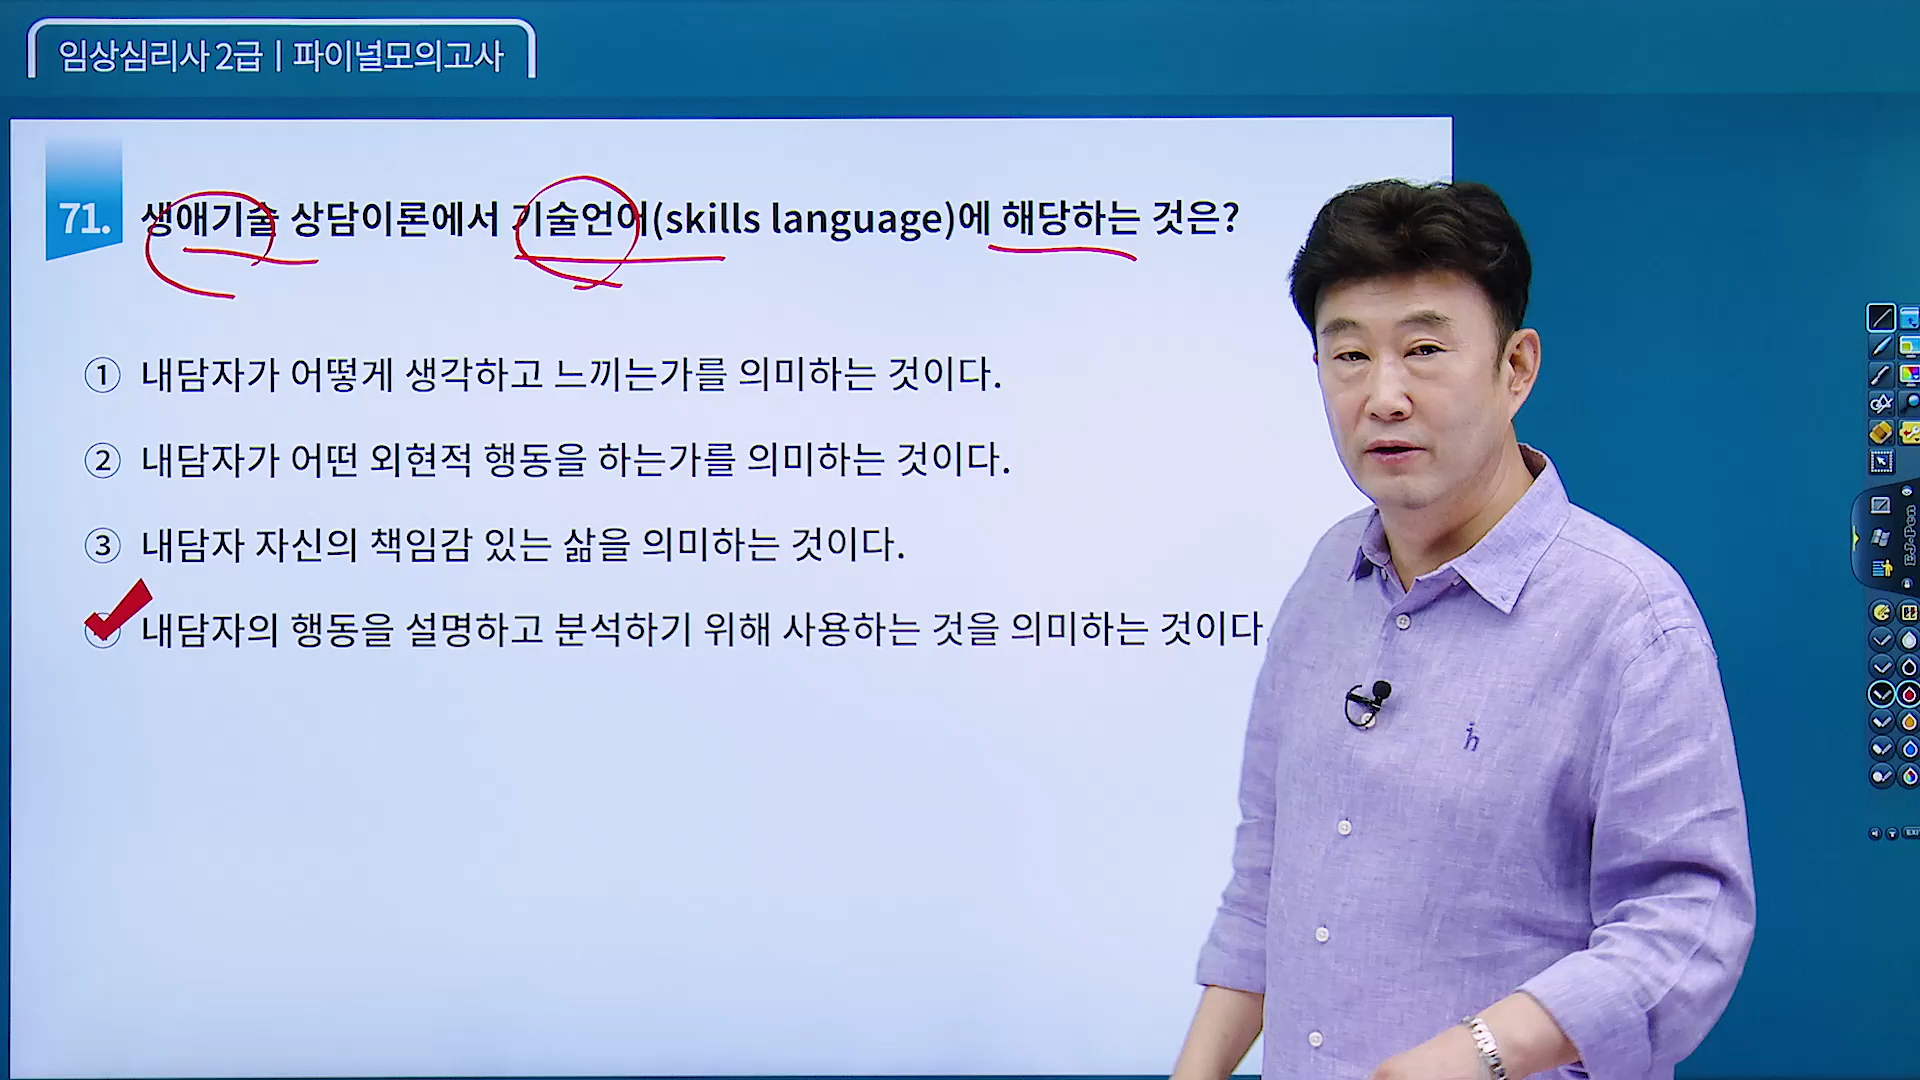 임상심리사 2급 | 파이널모의고사
71. 생애기술 상담이론에서 기술언어(skills language)에 해당하는 것은?
① 내담자가 어떻게 생각하고 느끼는가를 의미하는 것이다.
② 내담자가 어떤 외현적 행동을 하는가를 의미하는 것이다.
③ 내담자 자신의 책임감 있는 삶을 의미하는 것이다.
내담자의 행동을 설명하고 분석하기 위해 사용하는 것을 의미하는 것이다.
h
EJ-Pen